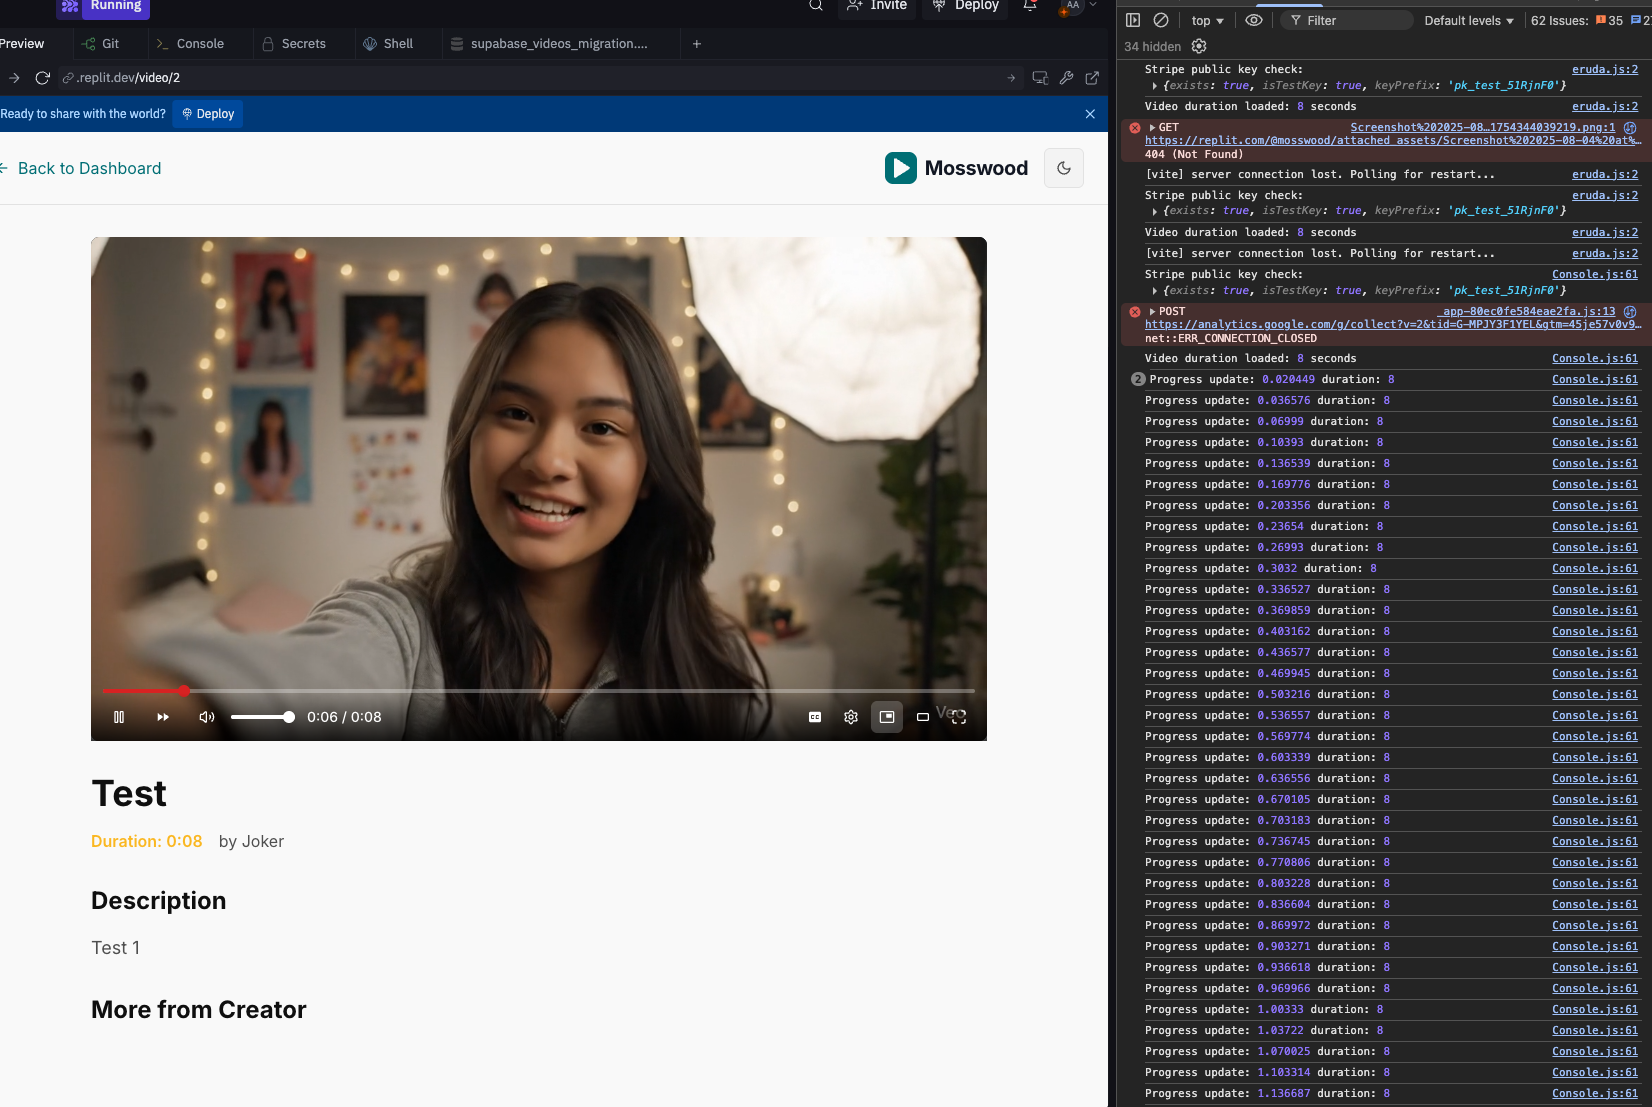 Running
Invite
Deploy
AA
Preview
Git
Console
Secrets
Shell
supabase_videos_migration....
.replit.dev/video/2
Ready to share with the world?
Deploy
Back to Dashboard
Mosswood
0:06 / 0:08
CC
Veo
Test
Duration: 0:08
by Joker
Description
Test 1
More from Creator
top
Filter
Default levels
62 Issues:
35
2
34 hidden
Stripe public key check: eruda.js:2
{exists: true, isTestKey: true, keyPrefix: 'pk_test_51RjnF0'}
Video duration loaded: 8 seconds eruda.js:2
GET Screenshot%202025-08…1754344039219.png:1
https://replit.com/@mosswood/attached_assets/Screenshot%202025-08-04%20at%…
404 (Not Found)
[vite] server connection lost. Polling for restart... eruda.js:2
Stripe public key check: eruda.js:2
{exists: true, isTestKey: true, keyPrefix: 'pk_test_51RjnF0'}
Video duration loaded: 8 seconds eruda.js:2
[vite] server connection lost. Polling for restart... eruda.js:2
Stripe public key check: Console.js:61
{exists: true, isTestKey: true, keyPrefix: 'pk_test_51RjnF0'}
POST _app-80ec0fe584eae2fa.js:13
https://analytics.google.com/g/collect?v=2&tid=G-MPJY3F1YEL&gtm=45je57v0v9…
net::ERR_CONNECTION_CLOSED
Video duration loaded: 8 seconds Console.js:61
2 Progress update: 0.020449 duration: 8 Console.js:61
Progress update: 0.036576 duration: 8 Console.js:61
Progress update: 0.06999 duration: 8 Console.js:61
Progress update: 0.10393 duration: 8 Console.js:61
Progress update: 0.136539 duration: 8 Console.js:61
Progress update: 0.169776 duration: 8 Console.js:61
Progress update: 0.203356 duration: 8 Console.js:61
Progress update: 0.23654 duration: 8 Console.js:61
Progress update: 0.26993 duration: 8 Console.js:61
Progress update: 0.3032 duration: 8 Console.js:61
Progress update: 0.336527 duration: 8 Console.js:61
Progress update: 0.369859 duration: 8 Console.js:61
Progress update: 0.403162 duration: 8 Console.js:61
Progress update: 0.436577 duration: 8 Console.js:61
Progress update: 0.469945 duration: 8 Console.js:61
Progress update: 0.503216 duration: 8 Console.js:61
Progress update: 0.536557 duration: 8 Console.js:61
Progress update: 0.569774 duration: 8 Console.js:61
Progress update: 0.603339 duration: 8 Console.js:61
Progress update: 0.636556 duration: 8 Console.js:61
Progress update: 0.670105 duration: 8 Console.js:61
Progress update: 0.703183 duration: 8 Console.js:61
Progress update: 0.736745 duration: 8 Console.js:61
Progress update: 0.770806 duration: 8 Console.js:61
Progress update: 0.803228 duration: 8 Console.js:61
Progress update: 0.836604 duration: 8 Console.js:61
Progress update: 0.869972 duration: 8 Console.js:61
Progress update: 0.903271 duration: 8 Console.js:61
Progress update: 0.936618 duration: 8 Console.js:61
Progress update: 0.969966 duration: 8 Console.js:61
Progress update: 1.00333 duration: 8 Console.js:61
Progress update: 1.03722 duration: 8 Console.js:61
Progress update: 1.070025 duration: 8 Console.js:61
Progress update: 1.103314 duration: 8 Console.js:61
Progress update: 1.136687 duration: 8 Console.js:61